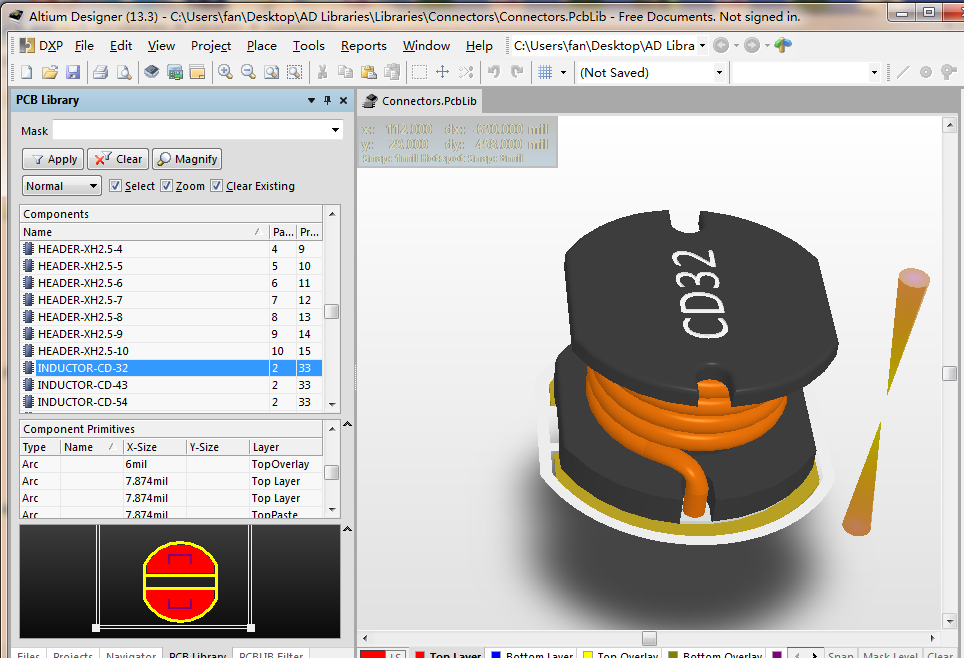 Altium Designer (13.3) - C:\Users\fan\Desktop\AD Libraries\Libraries\Connectors\Connectors.PcbLib - Free Documents. Not signed in.
DXP File Edit View Project Place Tools Reports Window Help C:\Users\fan\Desktop\AD Libra
(Not Saved)
PCB Library
Connectors.PcbLib
Mask
x: 112.000 dx: 630.000 mil
y: 28.000 dy: 458.000 mil
Snap: 1mil Hotspot Snap: 8mil
Apply Clear Magnify
Normal Select Zoom Clear Existing
Components
Name Pa... Pr...
HEADER-XH2.5-4 4 9
HEADER-XH2.5-5 5 10
HEADER-XH2.5-6 6 11
HEADER-XH2.5-7 7 12
HEADER-XH2.5-8 8 13
HEADER-XH2.5-9 9 14
HEADER-XH2.5-10 10 15
INDUCTOR-CD-32 2 33
INDUCTOR-CD-43 2 33
INDUCTOR-CD-54 2 33
Component Primitives
Type Name X-Size Y-Size Layer
Arc 6mil TopOverlay
Arc 7.874mil Top Layer
Arc 7.874mil Top Layer
Arc 7.874mil TopPaste
CD32
Files Projects Navigator PCB Library PCBLIB Filter
LS Top Layer Bottom Layer Top Overlay Bottom Overlay Snap Mask Level Clear